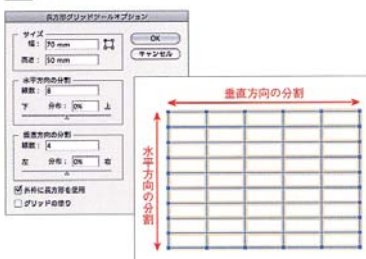 長方形グリッドツールオプション
サイズ
幅： 70 mm
高さ： 50 mm
OK
キャンセル
水平方向の分割
線数： 8
下 分布： 0% 上
垂直方向の分割
線数： 4
左 分布： 0% 右
外枠に長方形を使用
グリッドの塗り
垂直方向の分割
水平方向の分割